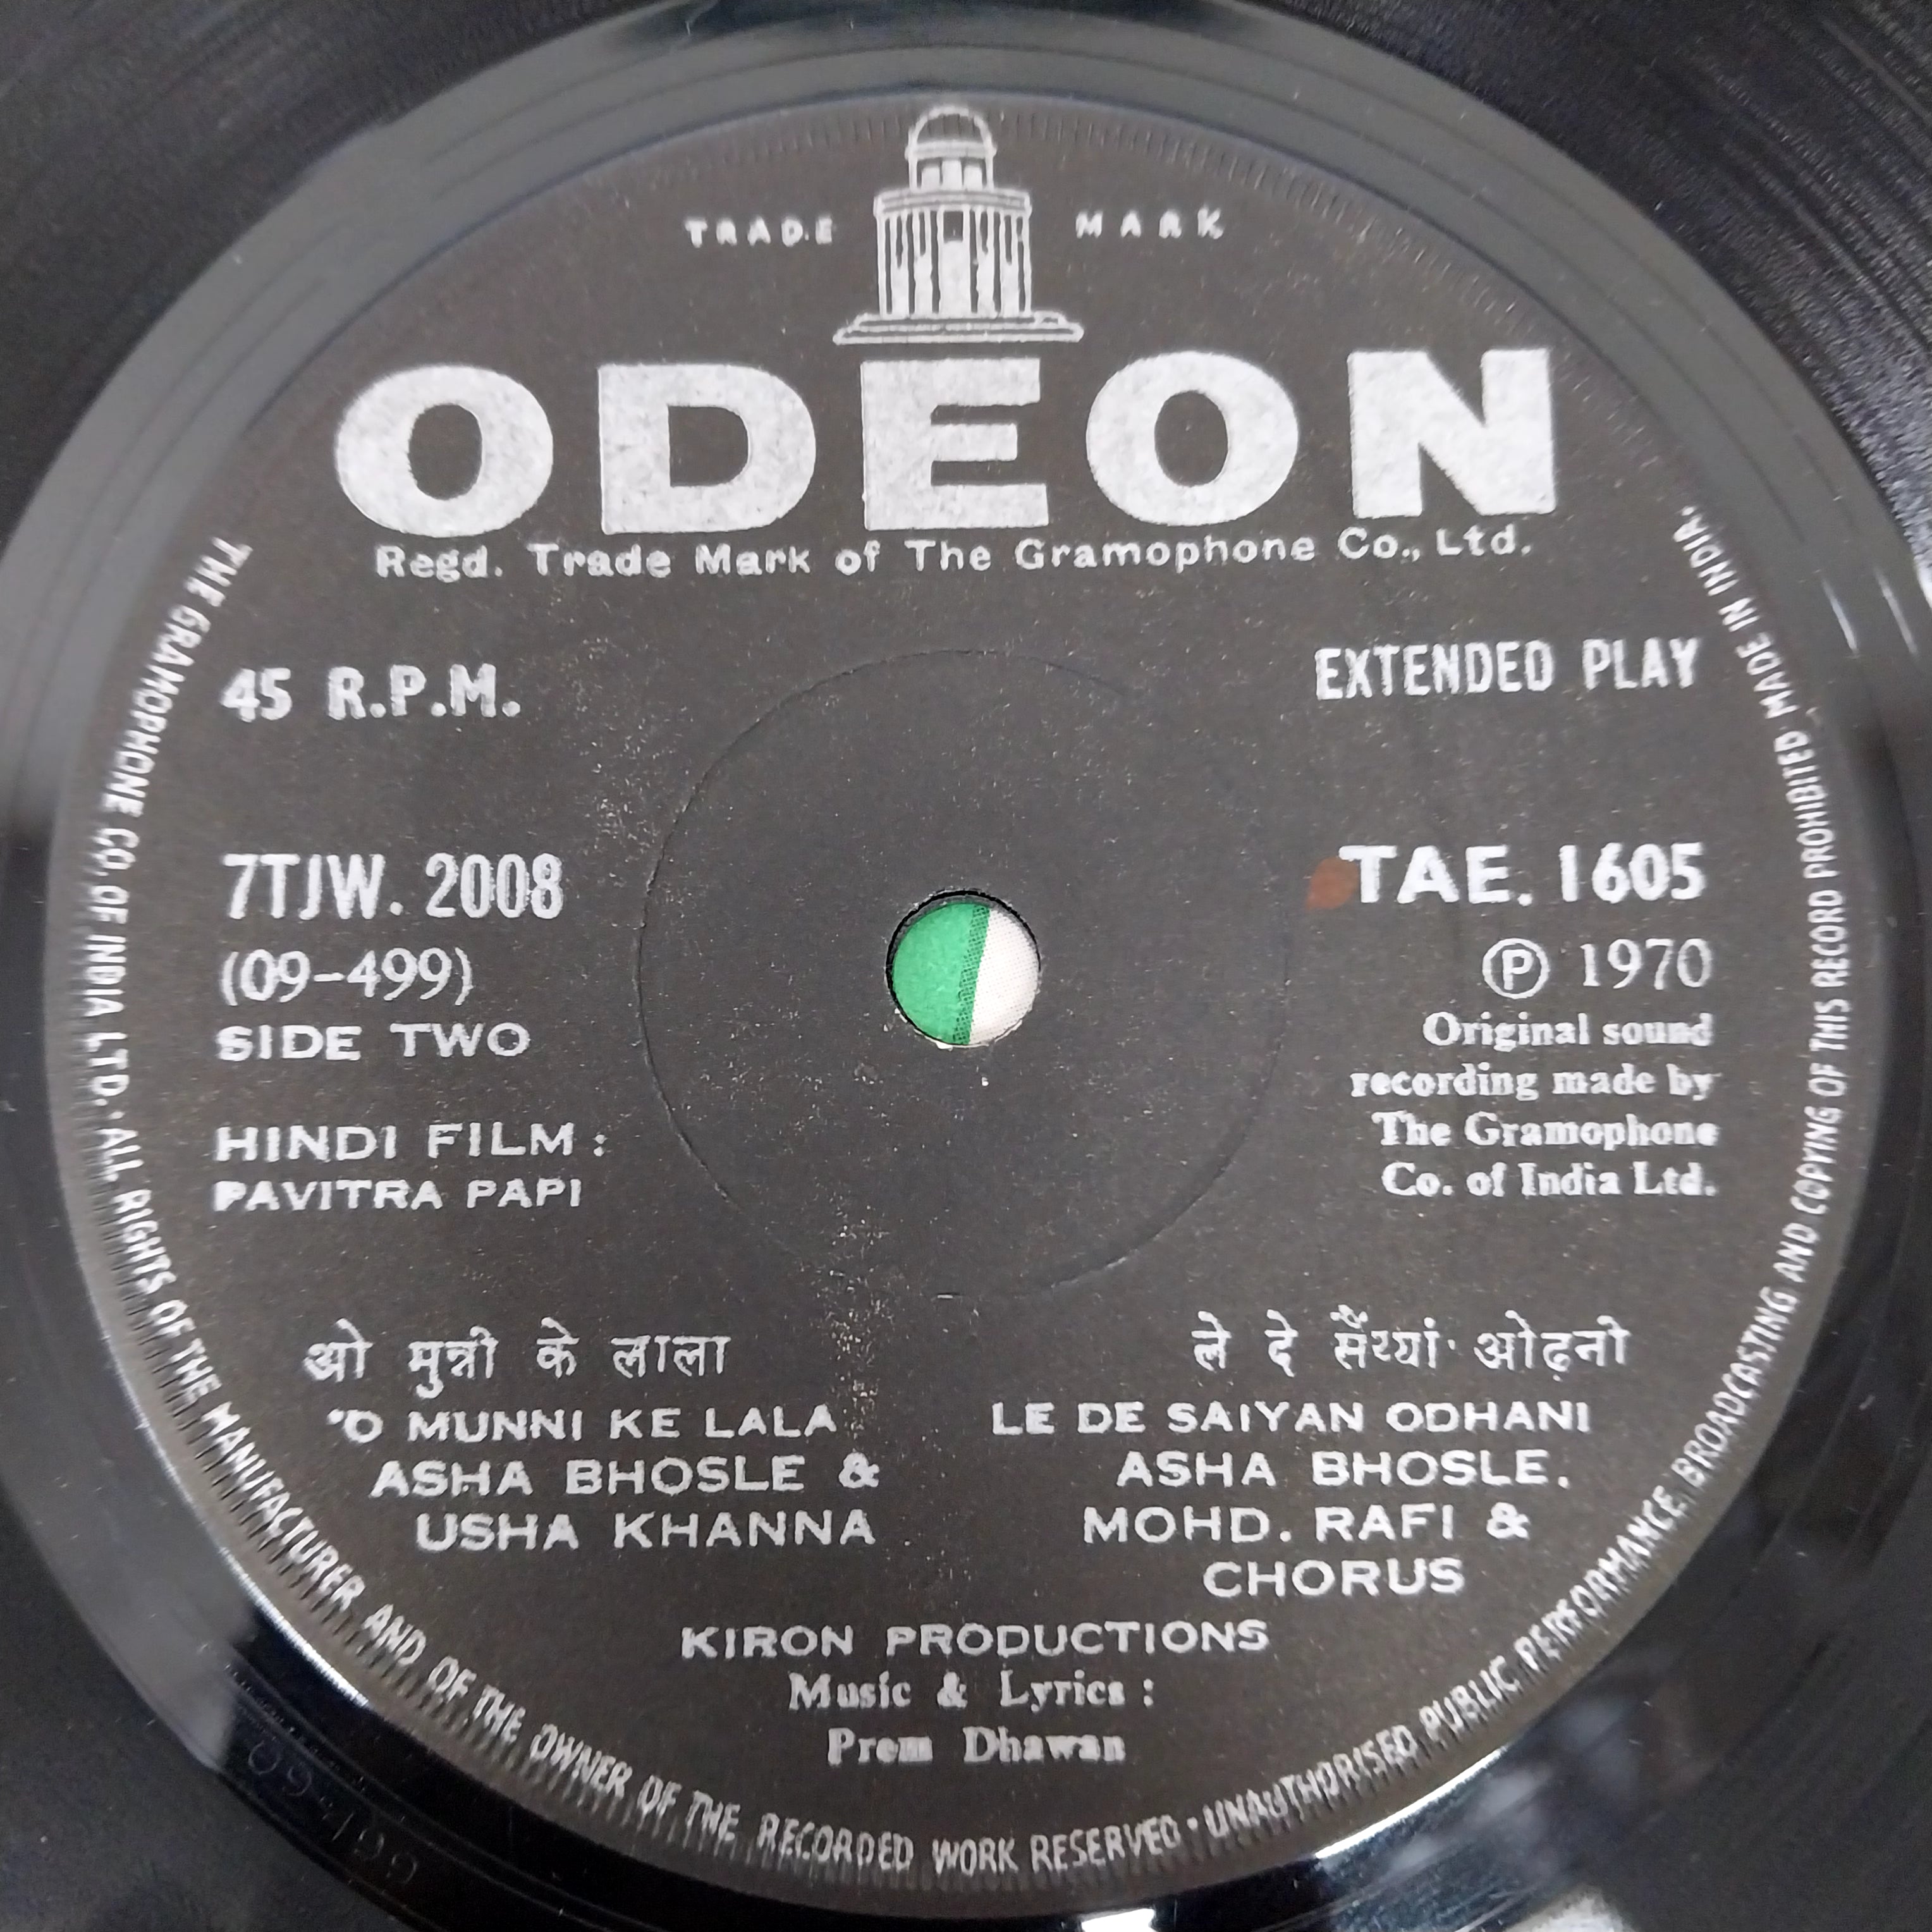 TRADE MARK
ODEON
Regd. Trade Mark of The Gramophone Co., Ltd.
45 R.P.M.
EXTENDED PLAY
7TJW. 2008
(09-499)
SIDE TWO
HINDI FILM :
PAVITRA PAPI
TAE. 1605
Ⓟ 1970
Original sound
recording made by
The Gramophone
Co. of India Ltd.
ओ मुन्नी के लाला
'O MUNNI KE LALA
ASHA BHOSLE &
USHA KHANNA
ले दे सैंय्यां ओढ़नी
LE DE SAIYAN ODHANI
ASHA BHOSLE,
MOHD. RAFI &
CHORUS
KIRON PRODUCTIONS
Music & Lyrics :
Prem Dhawan
THE GRAMOPHONE CO. OF INDIA LTD. · ALL RIGHTS OF THE MANUFACTURER AND OF THE OWNER OF THE RECORDED WORK RESERVED · UNAUTHORISED PUBLIC PERFORMANCE, BROADCASTING AND COPYING OF THIS RECORD PROHIBITED MADE IN INDIA.